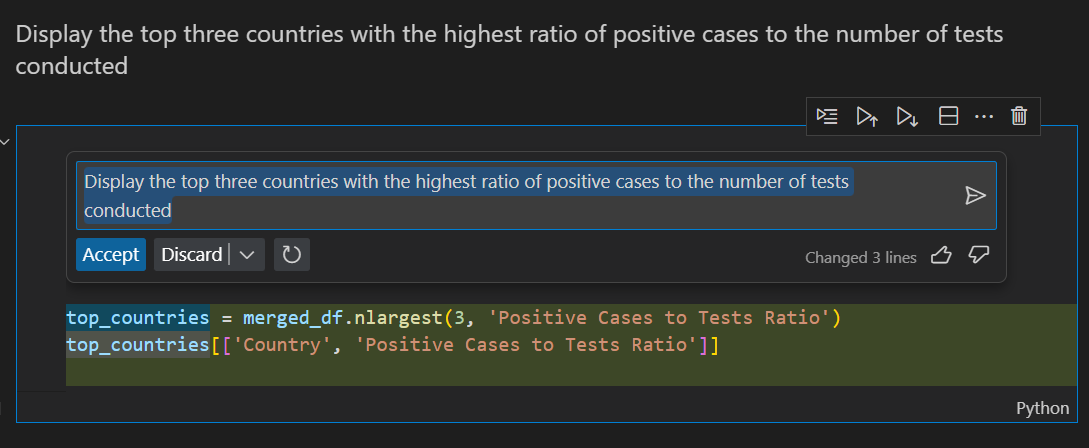 Display the top three countries with the highest ratio of positive cases to the number of tests
conducted
Display the top three countries with the highest ratio of positive cases to the number of tests
conducted
Accept Discard Changed 3 lines
top_countries = merged_df.nlargest(3, 'Positive Cases to Tests Ratio')
top_countries[['Country', 'Positive Cases to Tests Ratio']]
Python